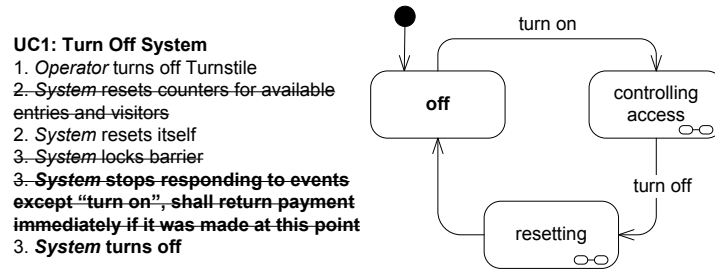 UC1: Turn Off System
1. Operator turns off Turnstile
2. System resets counters for available
entries and visitors
2. System resets itself
3. System locks barrier
3. System stops responding to events
except “turn on”, shall return payment
immediately if it was made at this point
3. System turns off
turn on
off
controlling
access
turn off
resetting